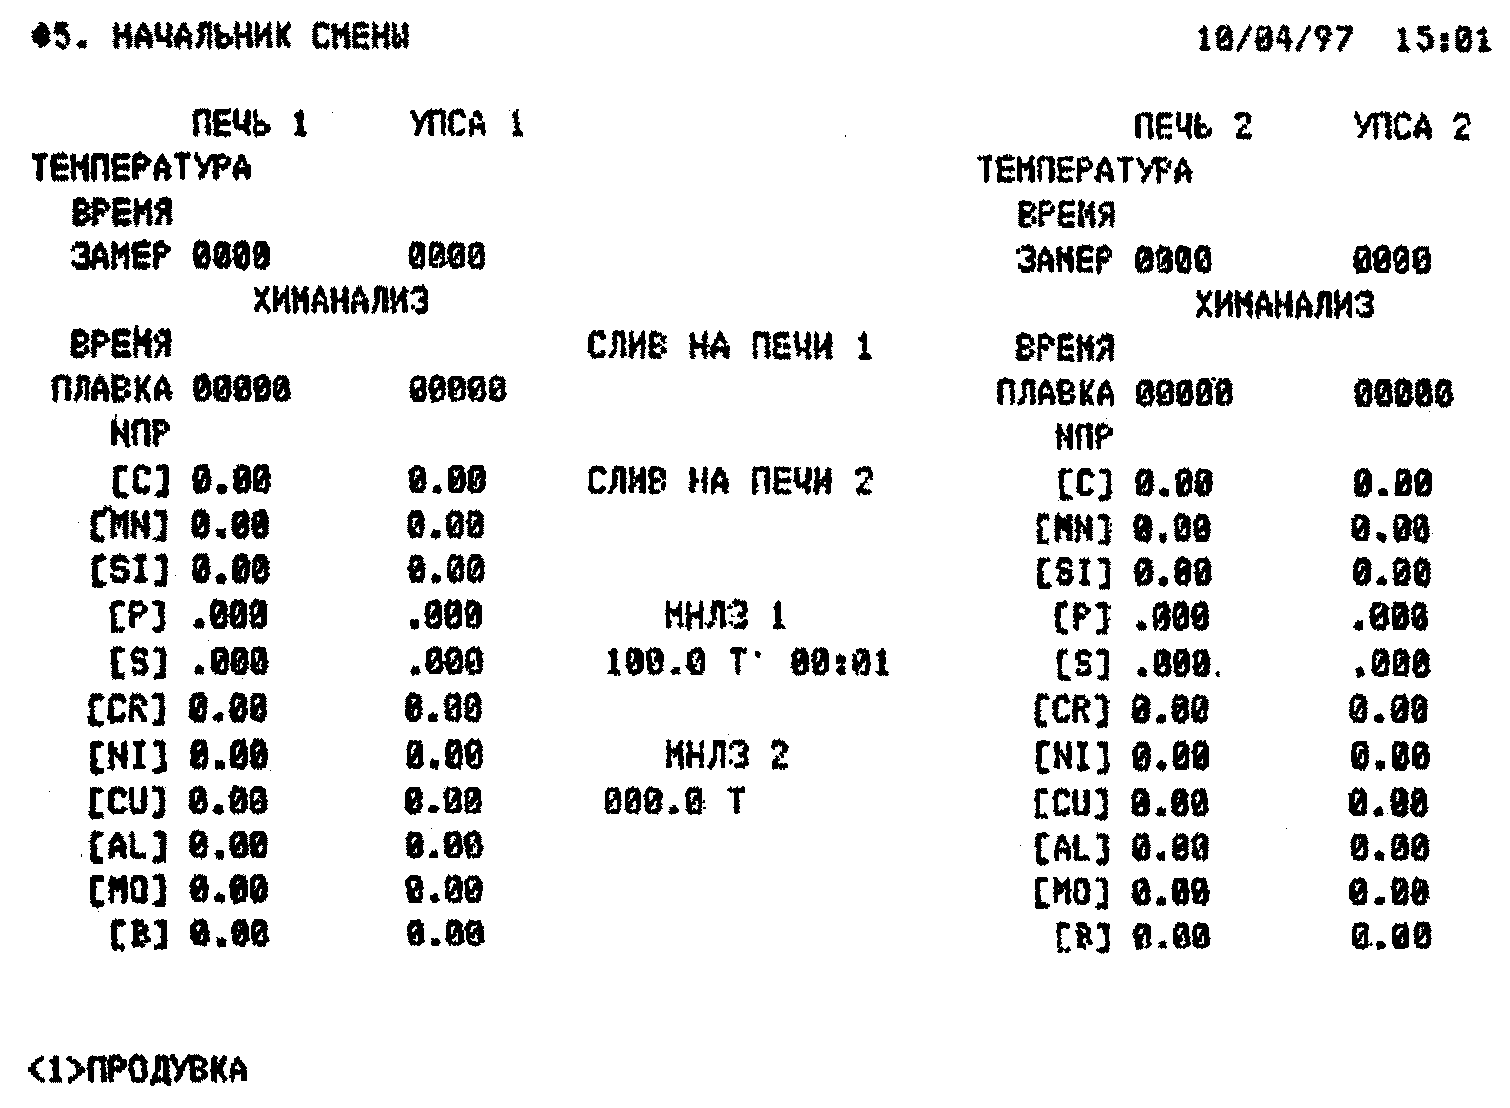 05. НАЧАЛЬНИК СМЕНЫ 10/04/97 15:01
ПЕЧЬ 1 УПСА 1 ПЕЧЬ 2 УПСА 2
ТЕМПЕРАТУРА ТЕМПЕРАТУРА
ВРЕМЯ ВРЕМЯ
ЗАМЕР 0000 0000 ЗАМЕР 0000 0000
ХИМАНАЛИЗ ХИМАНАЛИЗ
ВРЕМЯ СЛИВ НА ПЕЧИ 1 ВРЕМЯ
ПЛАВКА 00000 00000 ПЛАВКА 00000 00000
NПР NПР
[C] 0.00 0.00 СЛИВ НА ПЕЧИ 2 [C] 0.00 0.00
[MN] 0.00 0.00 [MN] 0.00 0.00
[SI] 0.00 0.00 [SI] 0.00 0.00
[P] .000 .000 МНЛЗ 1 [P] .000 .000
[S] .000 .000 100.0 Т 00:01 [S] .000 .000
[CR] 0.00 0.00 [CR] 0.00 0.00
[NI] 0.00 0.00 МНЛЗ 2 [NI] 0.00 0.00
[CU] 0.00 0.00 000.0 Т [CU] 0.00 0.00
[AL] 0.00 0.00 [AL] 0.00 0.00
[MO] 0.00 0.00 [MO] 0.00 0.00
[B] 0.00 0.00 [B] 0.00 0.00
<1>ПРОДУВКА